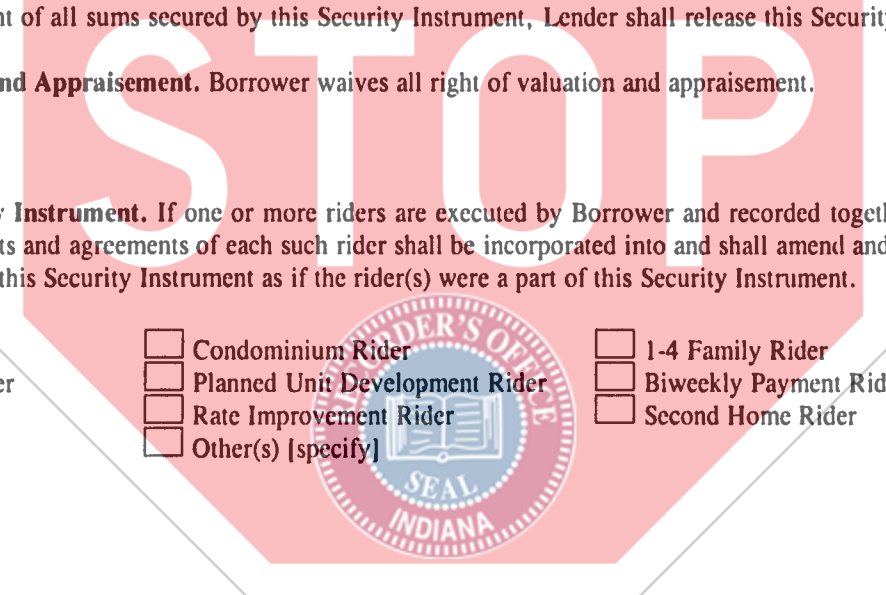 nt of all sums secured by this Security Instrument, Lender shall release this Security
nd Appraisement. Borrower waives all right of valuation and appraisement.
STOP
y Instrument. If one or more riders are executed by Borrower and recorded togeth
ts and agreements of each such rider shall be incorporated into and shall amend and
this Security Instrument as if the rider(s) were a part of this Security Instrument.
Condominium Rider
1-4 Family Rider
er
Planned Unit Development Rider
Biweekly Payment Rid
Rate Improvement Rider
Second Home Rider
Other(s) [specify]
RECORDER'S OFFICE
SEAL
INDIANA